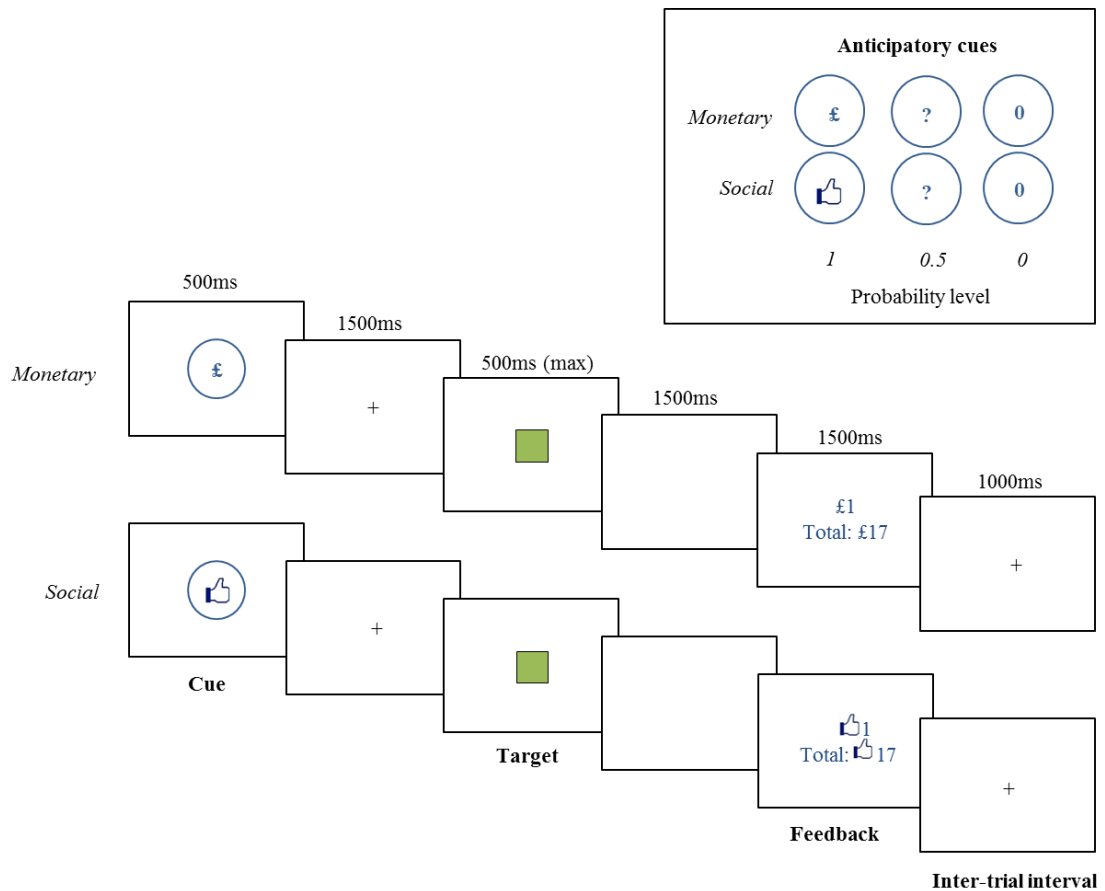 Anticipatory cues
Monetary £ ? 0
Social ? 0
1 0.5 0
Probability level
500ms
1500ms
500ms (max)
1500ms
1500ms
1000ms
Monetary
£
+
£1
Total: £17
+
Social
+
1
Total: 17
+
Cue
Target
Feedback
Inter-trial interval